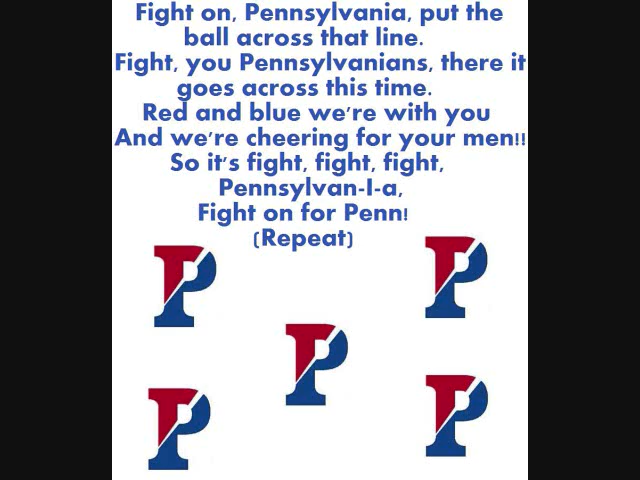 Fight on, Pennsylvania, put the
ball across that line.
Fight, you Pennsylvanians, there it
goes across this time.
Red and blue we're with you
And we're cheering for your men!!
So it's fight, fight, fight,
Pennsylvan-I-a,
Fight on for Penn!
(Repeat)
P
P
P
P
P